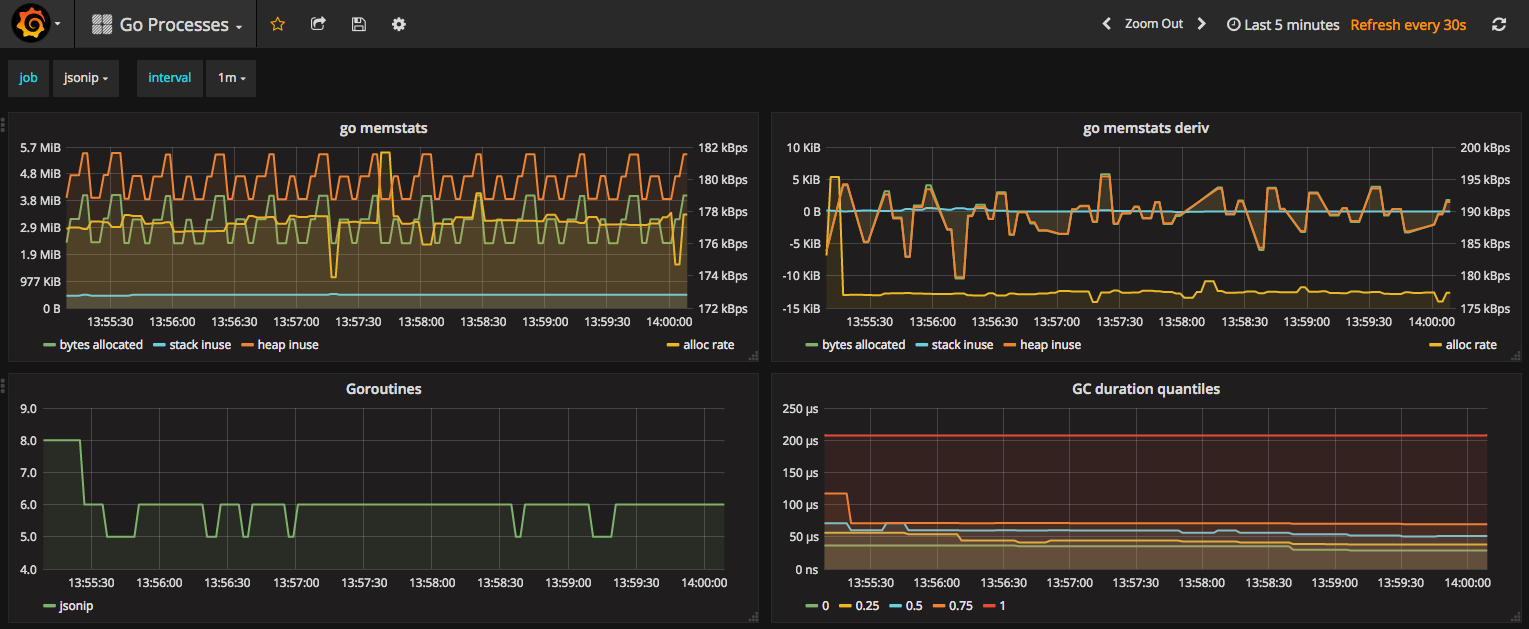 Go Processes Zoom Out Last 5 minutes Refresh every 30s
job jsonip interval 1m
go memstats
5.7 MiB 182 kBps
4.8 MiB 180 kBps
3.8 MiB 178 kBps
2.9 MiB 176 kBps
1.9 MiB 174 kBps
977 KiB
0 B 172 kBps
13:55:30 13:56:00 13:56:30 13:57:00 13:57:30 13:58:00 13:58:30 13:59:00 13:59:30 14:00:00
bytes allocated stack inuse heap inuse alloc rate
go memstats deriv
10 KiB 200 kBps
5 KiB 195 kBps
0 B 190 kBps
-5 KiB 185 kBps
-10 KiB 180 kBps
-15 KiB 175 kBps
13:55:30 13:56:00 13:56:30 13:57:00 13:57:30 13:58:00 13:58:30 13:59:00 13:59:30 14:00:00
bytes allocated stack inuse heap inuse alloc rate
Goroutines
9.0
8.0
7.0
6.0
5.0
4.0
13:55:30 13:56:00 13:56:30 13:57:00 13:57:30 13:58:00 13:58:30 13:59:00 13:59:30 14:00:00
jsonip
GC duration quantiles
250 µs
200 µs
150 µs
100 µs
50 µs
0 ns
13:55:30 13:56:00 13:56:30 13:57:00 13:57:30 13:58:00 13:58:30 13:59:00 13:59:30 14:00:00
0 0.25 0.5 0.75 1